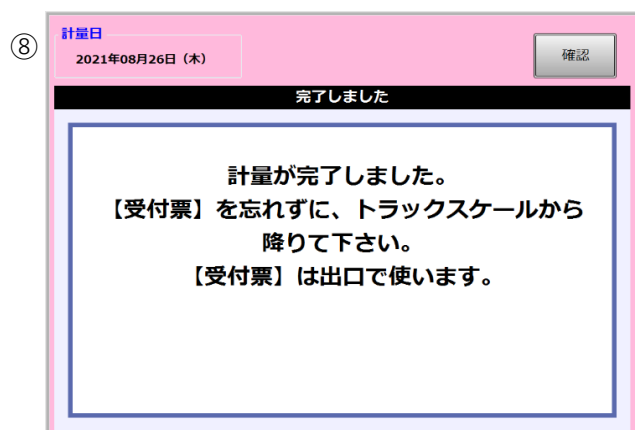 ⑧
計量日
2021年08月26日（木）
確認
完了しました
計量が完了しました。
【受付票】を忘れずに、トラックスケールから
降りて下さい。
【受付票】は出口で使います。